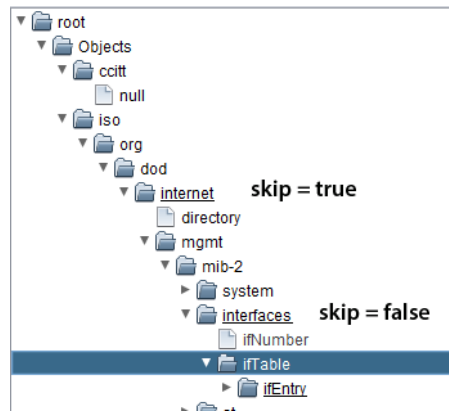 root
Objects
ccitt
null
iso
org
dod
internet skip = true
directory
mgmt
mib-2
system
interfaces skip = false
ifNumber
ifTable
ifEntry